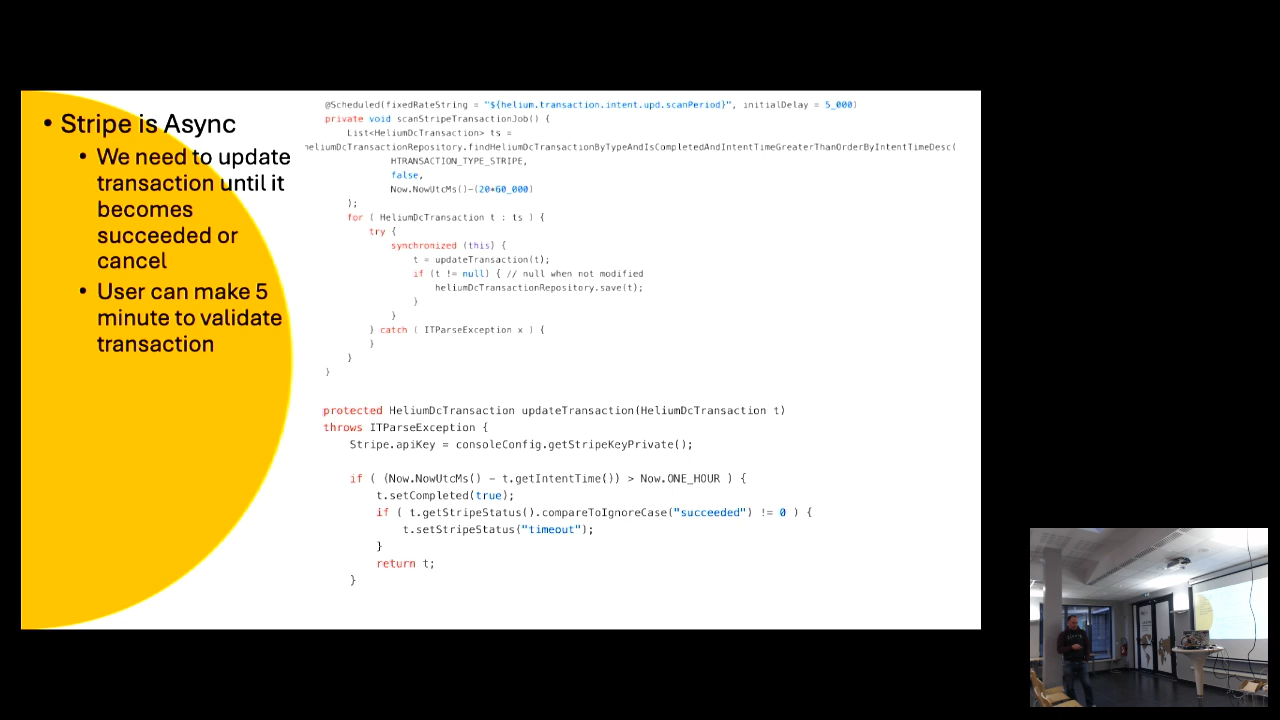 • Stripe is Async
• We need to update
transaction until it
becomes
succeeded or
cancel
• User can make 5
minute to validate
transaction
@Scheduled(fixedRateString = "${helium.transaction.intent.upd.scanPeriod}", initialDelay = 5_000)
private void scanStripeTransactionJob() {
List<HeliumDcTransaction> ts =
heliumDcTransactionRepository.findHeliumDcTransactionByTypeAndIsCompletedAndIntentTimeGreaterThanOrderByIntentTimeDesc(
HTRANSACTION_TYPE_STRIPE,
false,
Now.NowUtcMs()-(20*60_000)
);
for ( HeliumDcTransaction t : ts ) {
try {
synchronized (this) {
t = updateTransaction(t);
if (t != null) { // null when not modified
heliumDcTransactionRepository.save(t);
}
}
} catch ( ITParseException x ) {
}
}
}
protected HeliumDcTransaction updateTransaction(HeliumDcTransaction t)
throws ITParseException {
Stripe.apiKey = consoleConfig.getStripeKeyPrivate();
if ( (Now.NowUtcMs() - t.getIntentTime()) > Now.ONE_HOUR ) {
t.setCompleted(true);
if ( t.getStripeStatus().compareToIgnoreCase("succeeded") != 0 ) {
t.setStripeStatus("timeout");
}
return t;
}